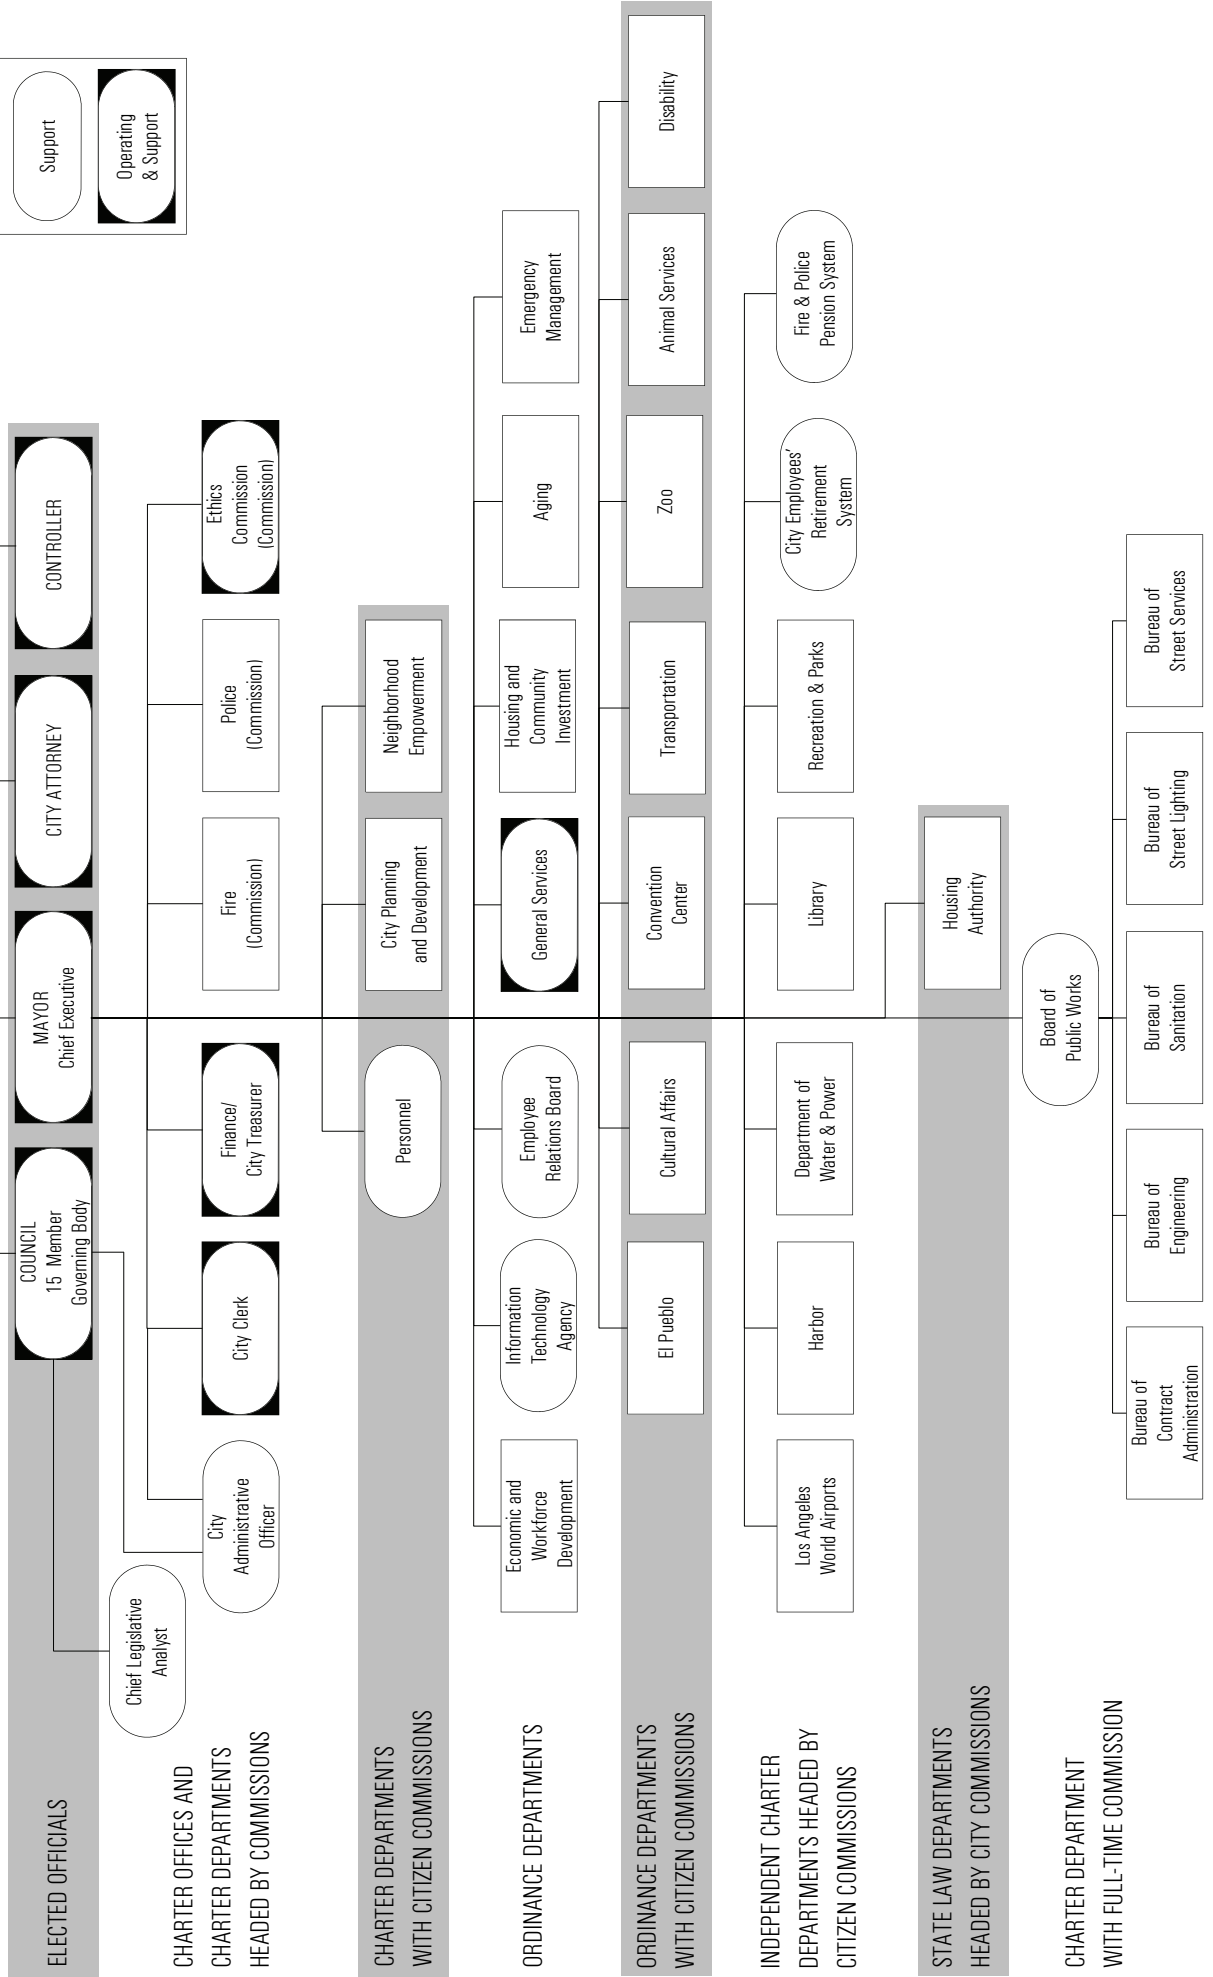 Support
Operating
& Support
ELECTED OFFICIALS
COUNCIL
15 Member
Governing Body
MAYOR
Chief Executive
CITY ATTORNEY
CONTROLLER
Chief Legislative
Analyst
CHARTER OFFICES AND
CHARTER DEPARTMENTS
HEADED BY COMMISSIONS
City
Administrative
Officer
City Clerk
Finance/
City Treasurer
Fire
(Commission)
Police
(Commission)
Ethics
Commission
(Commission)
CHARTER DEPARTMENTS
WITH CITIZEN COMMISSIONS
Personnel
City Planning
and Development
Neighborhood
Empowerment
ORDINANCE DEPARTMENTS
Economic and
Workforce
Development
Information
Technology
Agency
Employee
Relations Board
General Services
Housing and
Community
Investment
Aging
Emergency
Management
ORDINANCE DEPARTMENTS
WITH CITIZEN COMMISSIONS
El Pueblo
Cultural Affairs
Convention
Center
Transportation
Zoo
Animal Services
Disability
INDEPENDENT CHARTER
DEPARTMENTS HEADED BY
CITIZEN COMMISSIONS
Los Angeles
World Airports
Harbor
Department of
Water & Power
Library
Recreation & Parks
City Employees’
Retirement
System
Fire & Police
Pension System
STATE LAW DEPARTMENTS
HEADED BY CITY COMMISSIONS
Housing
Authority
CHARTER DEPARTMENT
WITH FULL-TIME COMMISSION
Board of
Public Works
Bureau of
Contract
Administration
Bureau of
Engineering
Bureau of
Sanitation
Bureau of
Street Lighting
Bureau of
Street Services